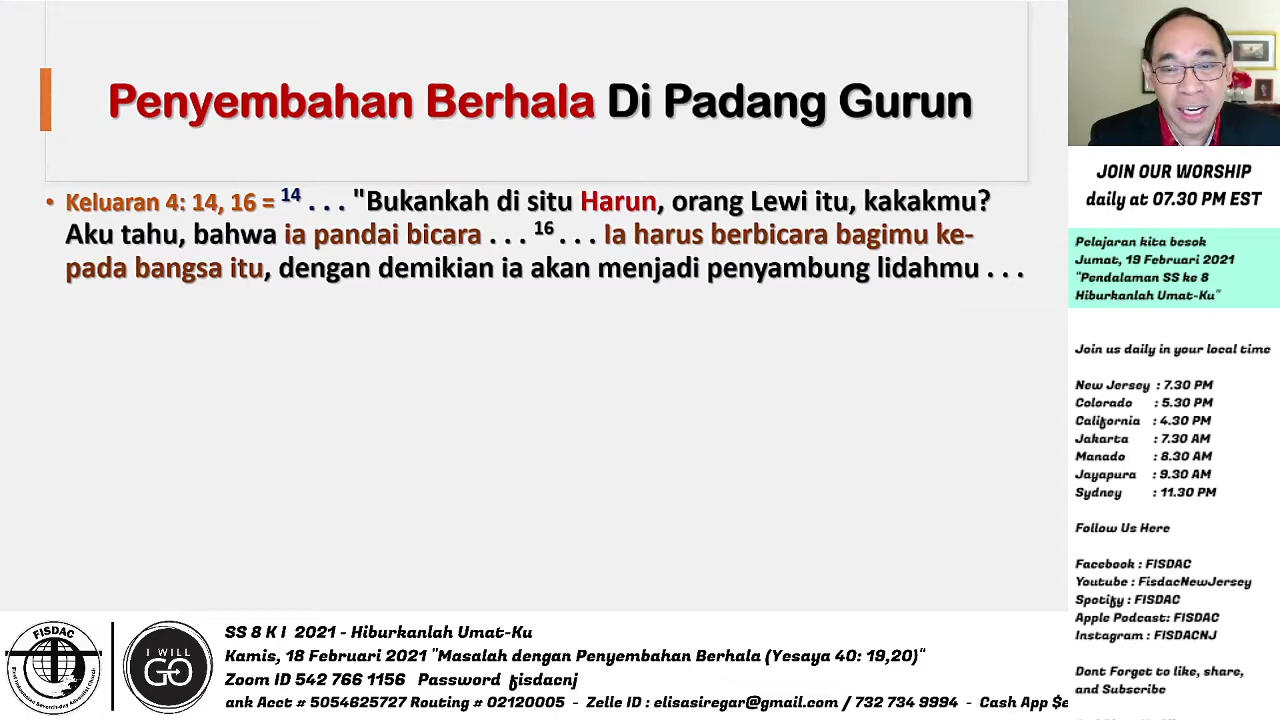 Penyembahan Berhala Di Padang Gurun
• Keluaran 4: 14, 16 = 14 . . . "Bukankah di situ Harun, orang Lewi itu, kakakmu?
Aku tahu, bahwa ia pandai bicara . . . 16 . . . Ia harus berbicara bagimu ke-
pada bangsa itu, dengan demikian ia akan menjadi penyambung lidahmu . . .
JOIN OUR WORSHIP
daily at 07.30 PM EST
Pelajaran kita besok
Jumat, 19 Februari 2021
"Pendalaman SS ke 8
Hiburkanlah Umat-Ku"
Join us daily in your local time
New Jersey : 7.30 PM
Colorado : 5.30 PM
California : 4.30 PM
Jakarta : 7.30 AM
Manado : 8.30 AM
Jayapura : 9.30 AM
Sydney : 11.30 PM
Follow Us Here
Facebook : FISDAC
Youtube : FisdacNewJersey
Spotify : FISDAC
Apple Podcast: FISDAC
Instagram : FISDACNJ
Dont Forget to like, share,
and Subscribe
FISDAC
I WILL
GO
SS 8 K I 2021 - Hiburkanlah Umat-Ku
Kamis, 18 Februari 2021 "Masalah dengan Penyembahan Berhala (Yesaya 40: 19,20)"
Zoom ID 542 766 1156 Password fisdacnj
ank Acct # 5054625727 Routing # 02120005 - Zelle ID : elisasiregar@gmail.com / 732 734 9994 - Cash App $e